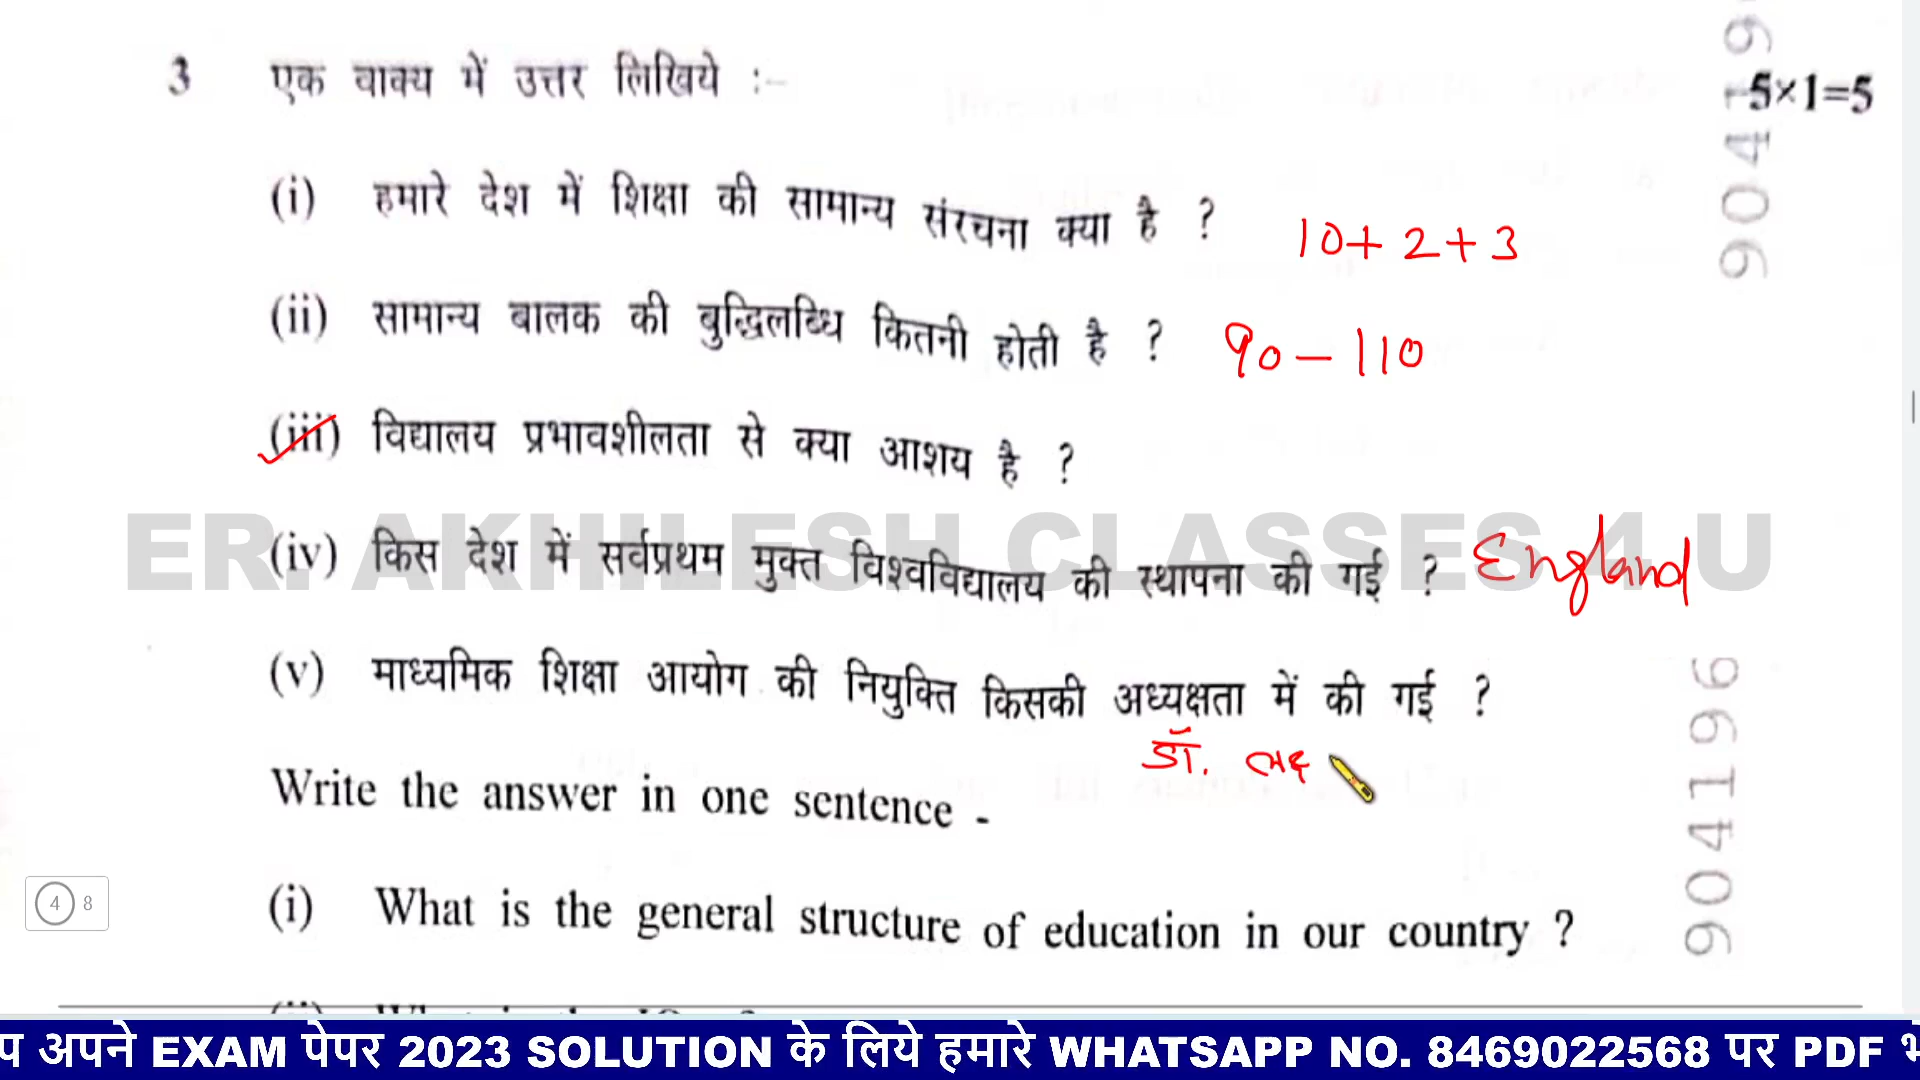 3 एक वाक्य में उत्तर लिखिये :- 5×1=5
(i) हमारे देश में शिक्षा की सामान्य संरचना क्या है ? 10+2+3
(ii) सामान्य बालक की बुद्धिलब्धि कितनी होती है ? 90-110
(iii) विद्यालय प्रभावशीलता से क्या आशय है ?
ER. AKHILESH CLASSES 4 U
(iv) किस देश में सर्वप्रथम मुक्त विश्वविद्यालय की स्थापना की गई ? England
(v) माध्यमिक शिक्षा आयोग की नियुक्ति किसकी अध्यक्षता में की गई ?
डॉ.
Write the answer in one sentence -
(i) What is the general structure of education in our country ?
4 8
904196
अपने EXAM पेपर 2023 SOLUTION के लिये हमारे WHATSAPP NO. 8469022568 पर PDF